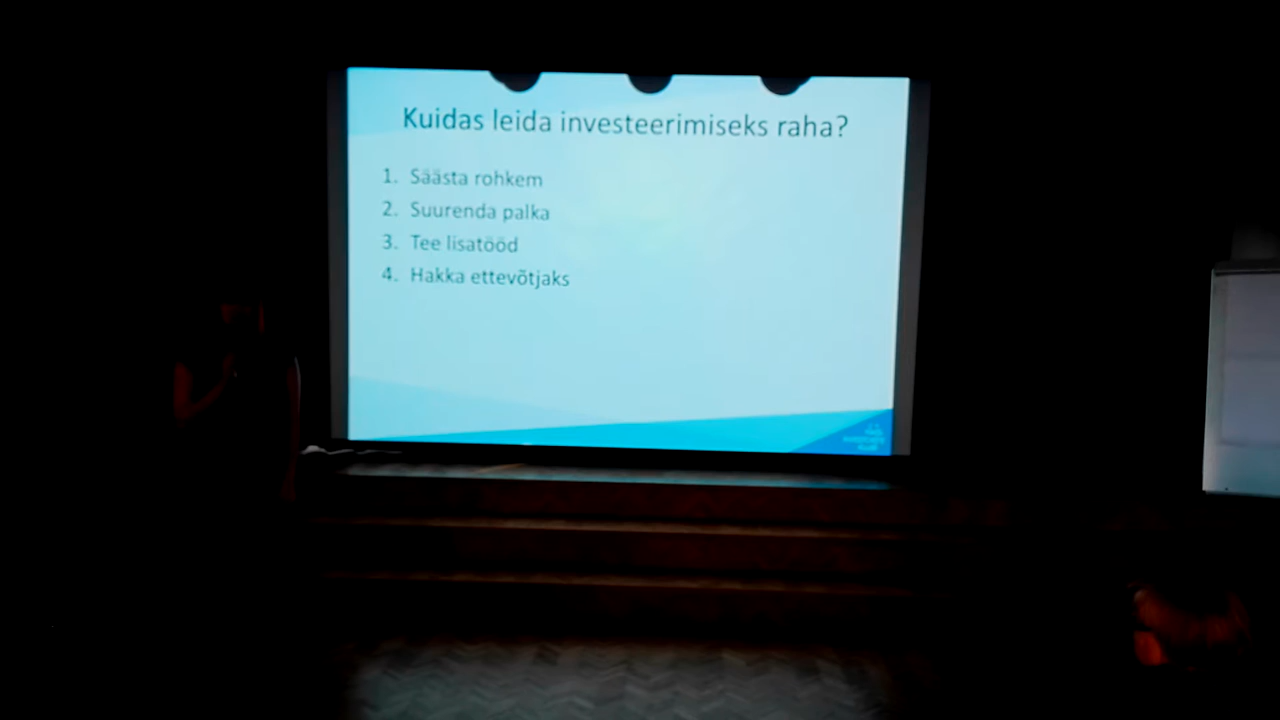 Kuidas leida investeerimiseks raha?
1. Säästa rohkem
2. Suurenda palka
3. Tee lisatööd
4. Hakka ettevõtjaks